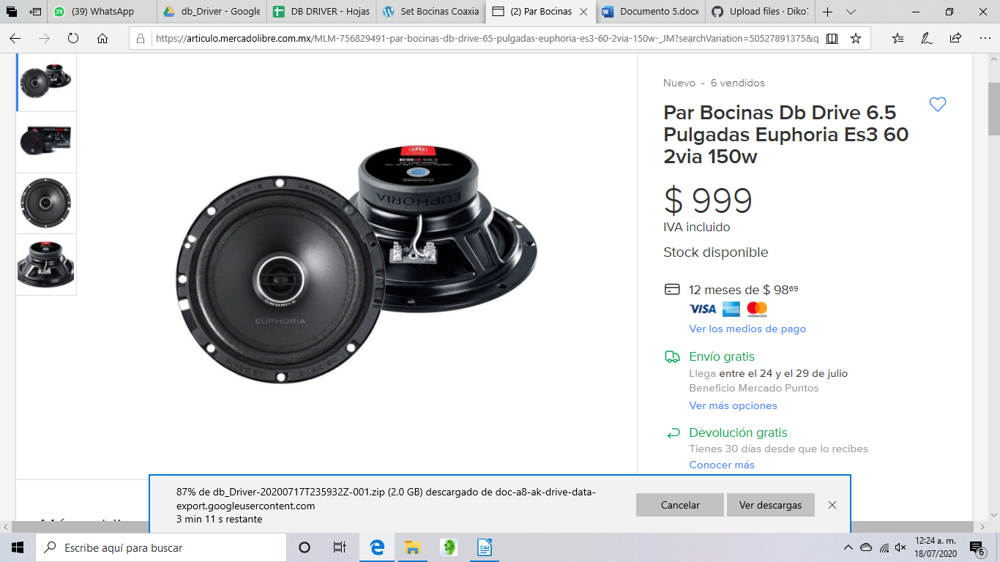 (39) WhatsApp
db_Driver - Google
DB DRIVER - Hojas
Set Bocinas Coaxia
(2) Par Bocinas
Documento 5.docx
Upload files · Diko7
https://articulo.mercadolibre.com.mx/MLM-756829491-par-bocinas-db-drive-65-pulgadas-euphoria-es3-60-2via-150w-_JM?searchVariation=50527891375&q
Nuevo - 6 vendidos
Par Bocinas Db Drive 6.5
Pulgadas Euphoria Es3 60
2via 150w
$ 999
IVA incluido
Stock disponible
12 meses de $ 98⁶⁹
VISA
Ver los medios de pago
Envío gratis
Llega entre el 24 y el 29 de julio
Beneficio Mercado Puntos
Ver más opciones
Devolución gratis
Tienes 30 días desde que lo recibes
Conocer más
db
ES3 60
EUPHORIA
DB DRIVE
DB DRIVE
DB DRIVE
EUPHORIA
87% de db_Driver-20200717T235932Z-001.zip (2.0 GB) descargado de doc-a8-ak-drive-data-
export.googleusercontent.com
3 min 11 s restante
Cancelar
Ver descargas
Escribe aquí para buscar
12:24 a. m.
18/07/2020
6